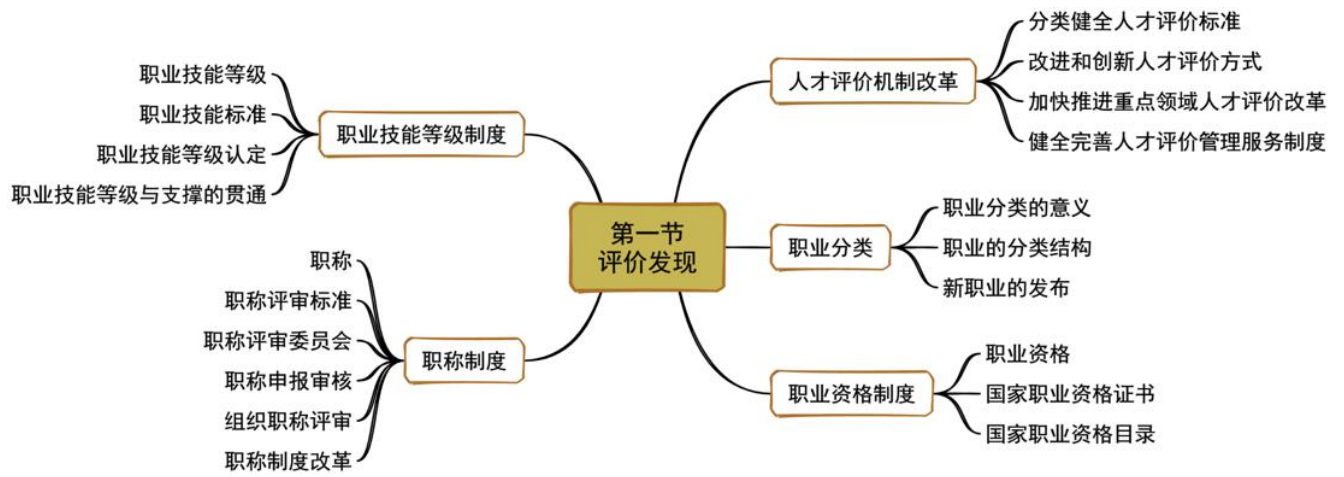 第一节
评价发现
人才评价机制改革
分类健全人才评价标准
改进和创新人才评价方式
加快推进重点领域人才评价改革
健全完善人才评价管理服务制度
职业分类
职业分类的意义
职业的分类结构
新职业的发布
职业资格制度
职业资格
国家职业资格证书
国家职业资格目录
职业技能等级制度
职业技能等级
职业技能标准
职业技能等级认定
职业技能等级与支撑的贯通
职称制度
职称
职称评审标准
职称评审委员会
职称申报审核
组织职称评审
职称制度改革